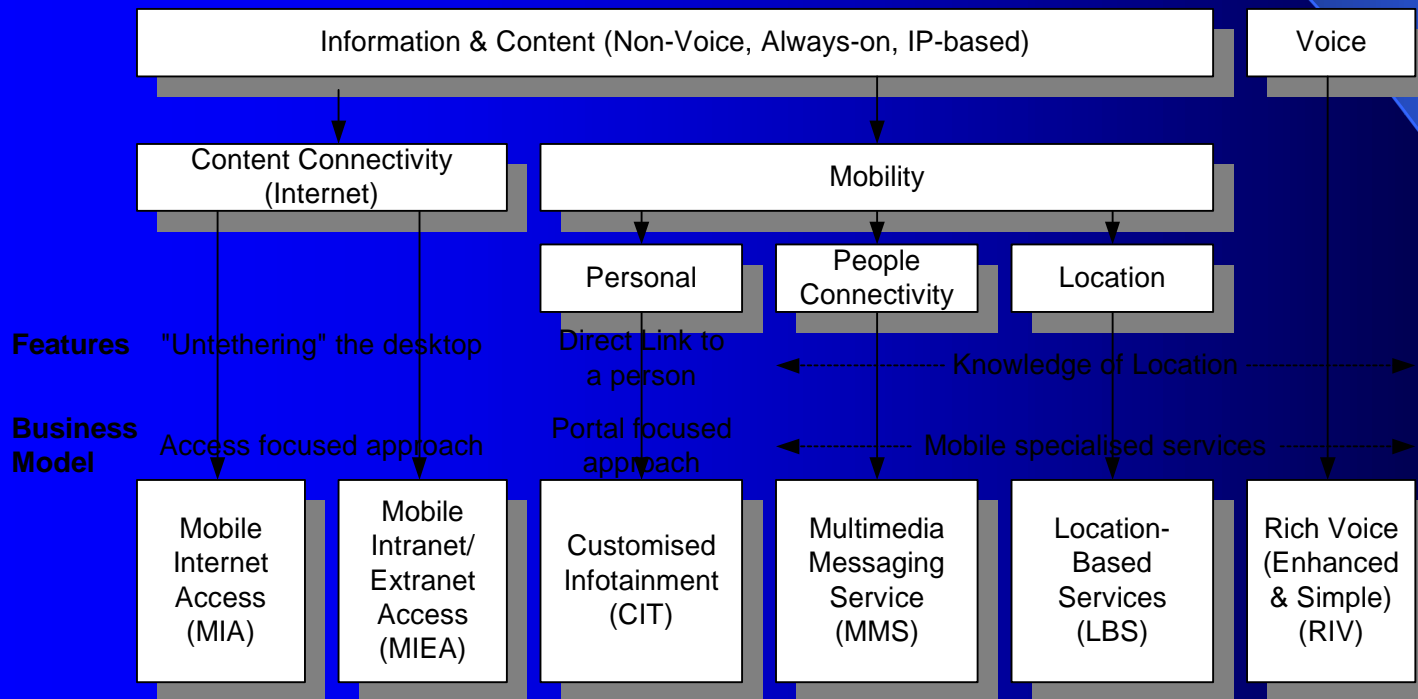 Information & Content (Non-Voice, Always-on, IP-based)
Voice
Content Connectivity
(Internet)
Mobility
Personal
People
Connectivity
Location
Features
"Untethering" the desktop
Direct Link to
a person
Knowledge of Location
Business
Model
Access focused approach
Portal focused
approach
Mobile specialised services
Mobile
Internet
Access
(MIA)
Mobile
Intranet/
Extranet
Access
(MIEA)
Customised
Infotainment
(CIT)
Multimedia
Messaging
Service
(MMS)
Location-
Based
Services
(LBS)
Rich Voice
(Enhanced
& Simple)
(RIV)